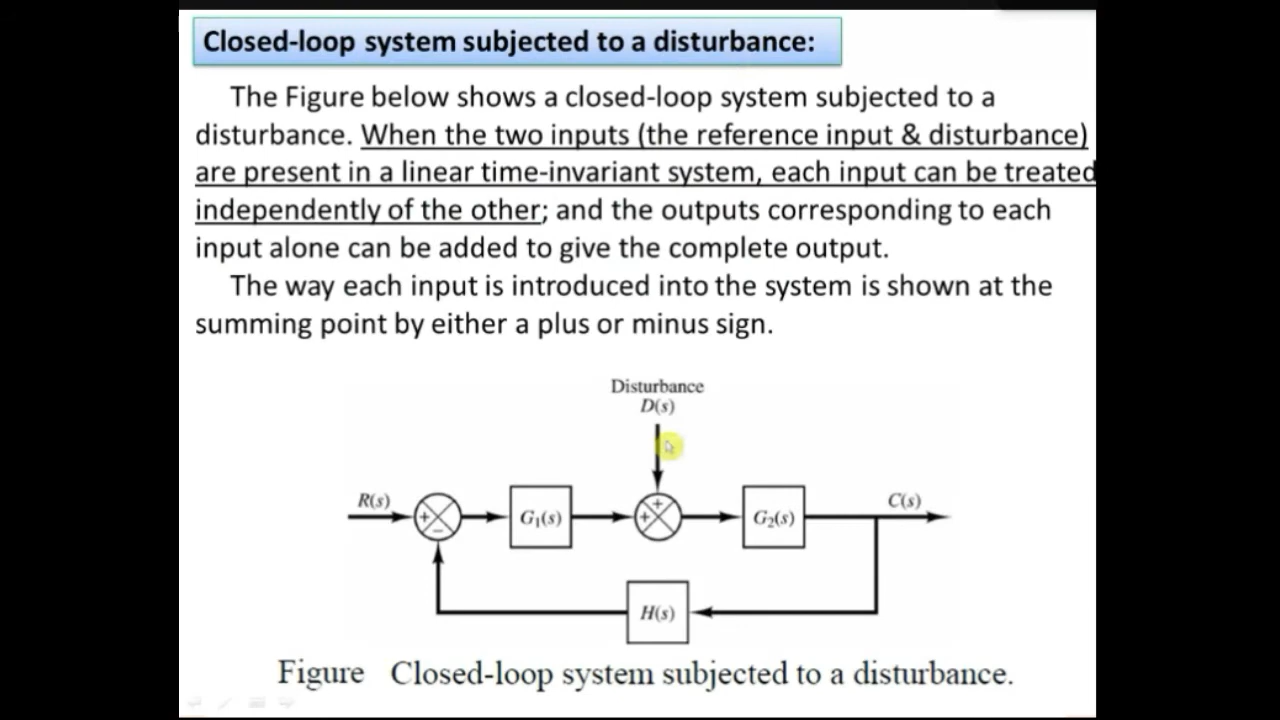 Closed-loop system subjected to a disturbance:
The Figure below shows a closed-loop system subjected to a
disturbance. When the two inputs (the reference input & disturbance)
are present in a linear time-invariant system, each input can be treated
independently of the other; and the outputs corresponding to each
input alone can be added to give the complete output.
The way each input is introduced into the system is shown at the
summing point by either a plus or minus sign.
Disturbance
D(s)
R(s)
+
−
G₁(s)
+
+
G₂(s)
C(s)
H(s)
Figure Closed-loop system subjected to a disturbance.